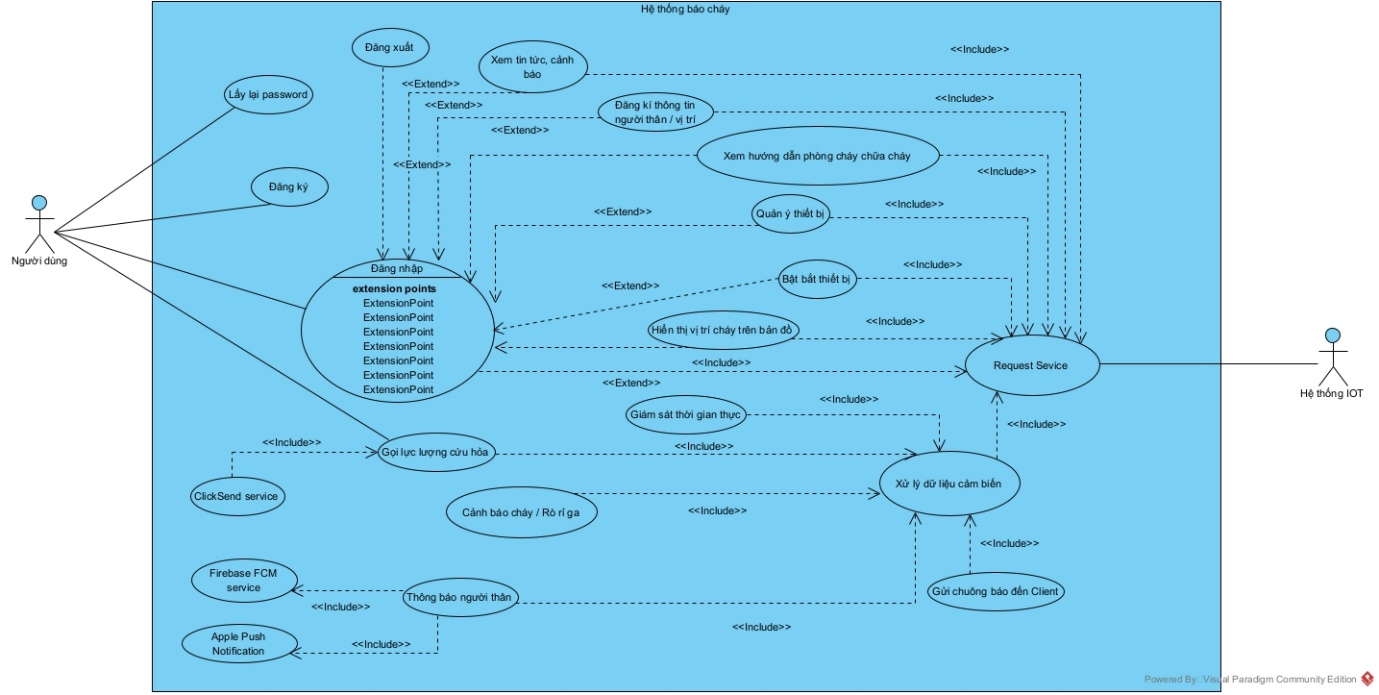 Hệ thống báo cháy
Đăng xuất
Xem tin tức, cảnh
báo
<<Include>>
<<Extend>>
Lấy lại password
<<Extend>>
Đăng kí thông tin
người thân / vị trí
<<Include>>
<<Extend>>
<<Extend>>
Xem hướng dẫn phòng cháy chữa cháy
<<Include>>
Đăng ký
<<Extend>>
Quản ý thiết bị
<<Include>>
Người dùng
Đăng nhập
extension points
ExtensionPoint
ExtensionPoint
ExtensionPoint
ExtensionPoint
ExtensionPoint
ExtensionPoint
ExtensionPoint
<<Extend>>
Bật bắt thiết bị
<<Include>>
Hiển thị vị trí cháy trên bản đồ
<<Include>>
<<Include>>
<<Extend>>
Request Sevice
Hệ thống IOT
Giám sát thời gian thực
<<Include>>
<<Include>>
<<Include>>
Gọi lực lượng cứu hỏa
<<Include>>
ClickSend service
Xử lý dữ liệu cảm biến
Cảnh báo cháy / Rò rỉ ga
<<Include>>
<<Include>>
Firebase FCM
service
<<Include>>
Thông báo người thân
Gửi chuông báo đến Client
<<Include>>
Apple Push
Notification
<<Include>>
Powered By: Visual Paradigm Community Edition